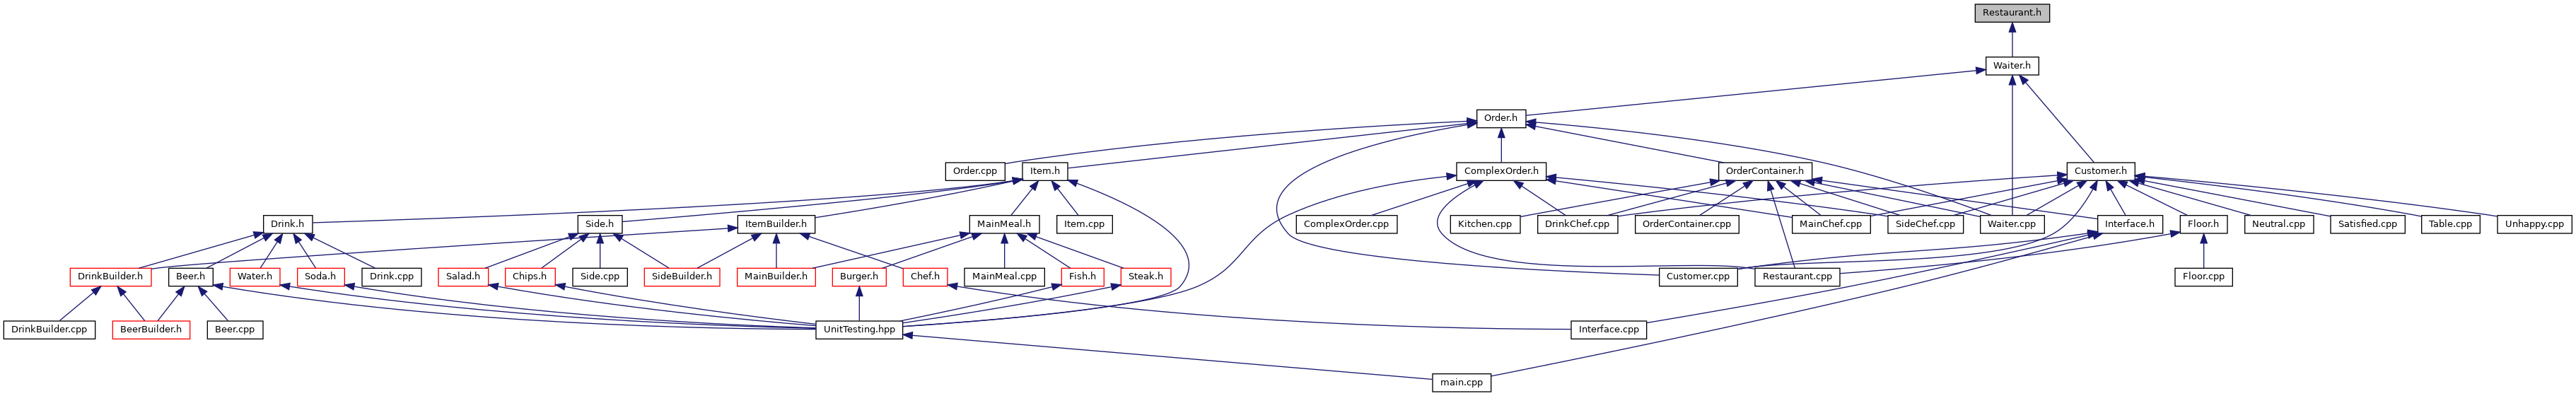 Restaurant.h
Waiter.h
Order.h
Order.cpp
Item.h
ComplexOrder.h
OrderContainer.h
Customer.h
Drink.h
Side.h
ItemBuilder.h
MainMeal.h
Item.cpp
ComplexOrder.cpp
Kitchen.cpp
DrinkChef.cpp
OrderContainer.cpp
MainChef.cpp
SideChef.cpp
Waiter.cpp
Interface.h
Floor.h
Neutral.cpp
Satisfied.cpp
Table.cpp
Unhappy.cpp
DrinkBuilder.h
Beer.h
Water.h
Soda.h
Drink.cpp
Salad.h
Chips.h
Side.cpp
SideBuilder.h
MainBuilder.h
Burger.h
Chef.h
MainMeal.cpp
Fish.h
Steak.h
Customer.cpp
Restaurant.cpp
Floor.cpp
DrinkBuilder.cpp
BeerBuilder.h
Beer.cpp
UnitTesting.hpp
Interface.cpp
main.cpp